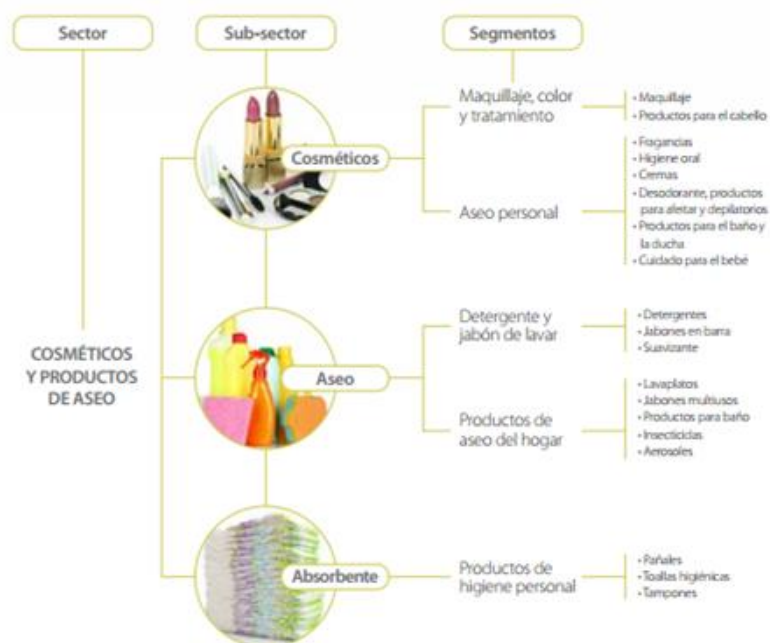 Sector
Sub-sector
Segmentos
COSMÉTICOS
Y PRODUCTOS
DE ASEO
Cosméticos
Maquillaje, color
y tratamiento
• Maquillaje
• Productos para el cabello
Aseo personal
• Fragancias
• Higiene oral
• Cremas
• Desodorante, productos
para afeitar y depilatorios
• Productos para el baño y
la ducha
• Cuidado para el bebé
Aseo
Detergente y
jabón de lavar
• Detergentes
• Jabones en barra
• Suavizante
Productos de
aseo del hogar
• Lavaplatos
• Jabones multiusos
• Productos para baño
• Insecticidas
• Aerosoles
Absorbente
Productos de
higiene personal
• Pañales
• Toallas higiénicas
• Tampones